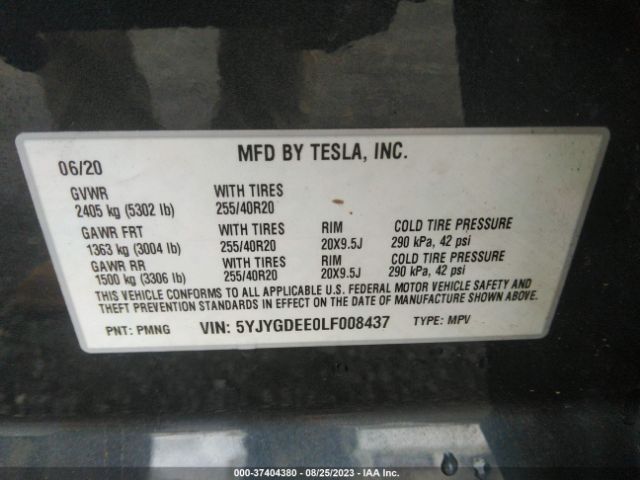 MFD BY TESLA, INC.
06/20
GVWR WITH TIRES
2405 kg (5302 lb) 255/40R20
GAWR FRT WITH TIRES RIM COLD TIRE PRESSURE
1363 kg (3004 lb) 255/40R20 20X9.5J 290 kPa, 42 psi
GAWR RR WITH TIRES RIM COLD TIRE PRESSURE
1500 kg (3306 lb) 255/40R20 20X9.5J 290 kPa, 42 psi
THIS VEHICLE CONFORMS TO ALL APPLICABLE U.S. FEDERAL MOTOR VEHICLE SAFETY AND
THEFT PREVENTION STANDARDS IN EFFECT ON THE DATE OF MANUFACTURE SHOWN ABOVE.
PNT: PMNG VIN: 5YJYGDEE0LF008437 TYPE: MPV
000-37404380 - 08/25/2023 - IAA Inc.